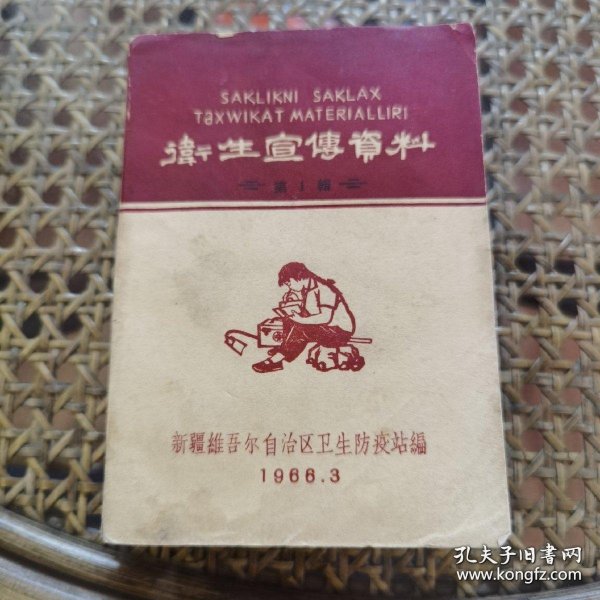 SAKLIKNI SAKLAX
TƏXWIKAT MATERIALLIRI
衛生宣傳資料
第1輯
新疆維吾尔自治区卫生防疫站編
1966.3
孔夫子旧书网
www.kongfz.com